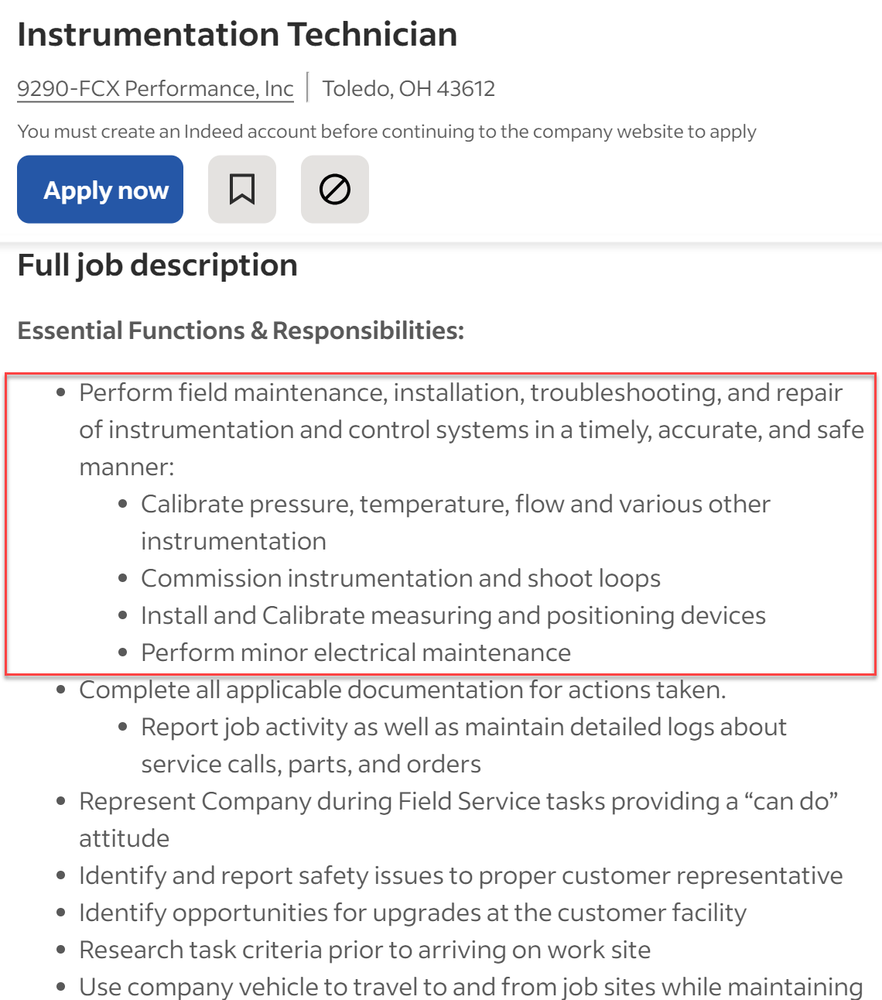 Instrumentation Technician
9290-FCX Performance, Inc Toledo, OH 43612
You must create an Indeed account before continuing to the company website to apply
Apply now
Full job description
Essential Functions & Responsibilities:
• Perform field maintenance, installation, troubleshooting, and repair
of instrumentation and control systems in a timely, accurate, and safe
manner:
• Calibrate pressure, temperature, flow and various other
instrumentation
• Commission instrumentation and shoot loops
• Install and Calibrate measuring and positioning devices
• Perform minor electrical maintenance
• Complete all applicable documentation for actions taken.
• Report job activity as well as maintain detailed logs about
service calls, parts, and orders
• Represent Company during Field Service tasks providing a “can do”
attitude
• Identify and report safety issues to proper customer representative
• Identify opportunities for upgrades at the customer facility
• Research task criteria prior to arriving on work site
• Use company vehicle to travel to and from job sites while maintaining